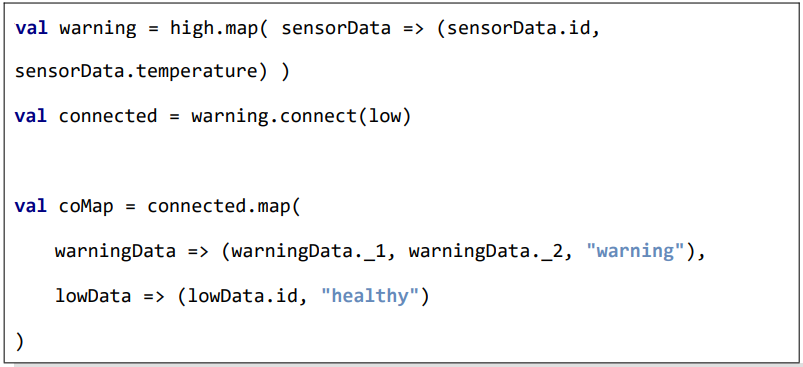 val warning = high.map( sensorData => (sensorData.id,
sensorData.temperature) )
val connected = warning.connect(low)
val coMap = connected.map(
warningData => (warningData._1, warningData._2, "warning"),
lowData => (lowData.id, "healthy")
)